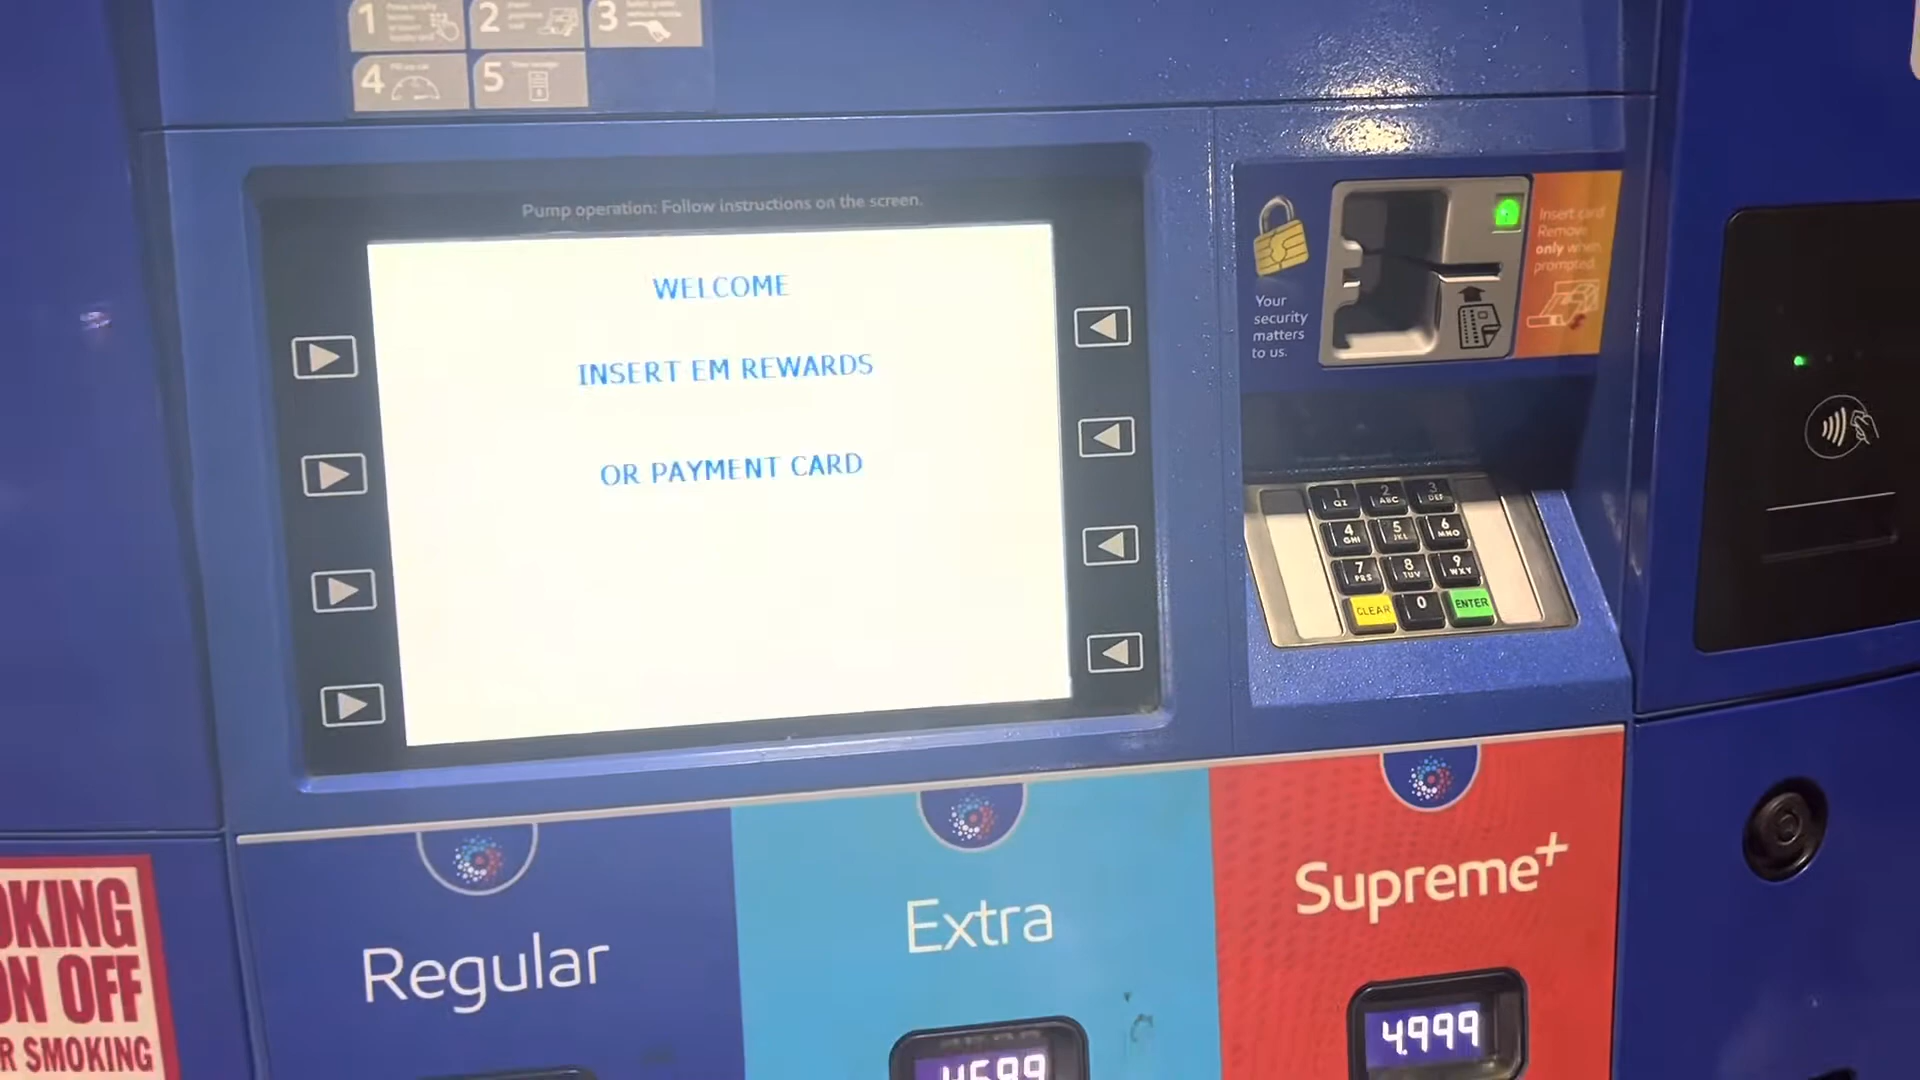 1
2
3
4
5
Pump operation: Follow instructions on the screen.
WELCOME
INSERT EM REWARDS
OR PAYMENT CARD
Your
security
matters
to us.
Insert card
Remove
only when
prompted.
1 QZ
2 ABC
3 DEF
4 GHI
5 JKL
6 MNO
7 PRS
8 TUV
9 WXY
CLEAR
0
ENTER
Regular
Extra
Supreme+
4.999
OKING
ON OFF
R SMOKING